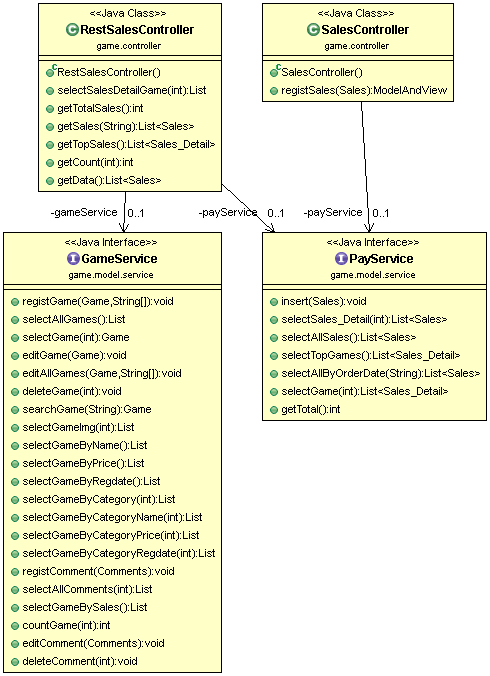 <<Java Class>>
C RestSalesController
game.controller
C RestSalesController()
selectSalesDetailGame(int):List
getTotalSales():int
getSales(String):List<Sales>
getTopSales():List<Sales_Detail>
getCount(int):int
getData():List<Sales>
<<Java Class>>
C SalesController
game.controller
C SalesController()
registSales(Sales):ModelAndView
-gameService 0..1
-payService 0..1
-payService 0..1
<<Java Interface>>
I GameService
game.model.service
registGame(Game,String[]):void
selectAllGames():List
selectGame(int):Game
editGame(Game):void
editAllGames(Game,String[]):void
deleteGame(int):void
searchGame(String):Game
selectGameImg(int):List
selectGameByName():List
selectGameByPrice():List
selectGameByRegdate():List
selectGameByCategory(int):List
selectGameByCategoryName(int):List
selectGameByCategoryPrice(int):List
selectGameByCategoryRegdate(int):List
registComment(Comments):void
selectAllComments(int):List
selectGameBySales():List
countGame(int):int
editComment(Comments):void
deleteComment(int):void
<<Java Interface>>
I PayService
game.model.service
insert(Sales):void
selectSales_Detail(int):List<Sales>
selectAllSales():List<Sales>
selectTopGames():List<Sales_Detail>
selectAllByOrderDate(String):List<Sales>
selectGame(int):List<Sales_Detail>
getTotal():int